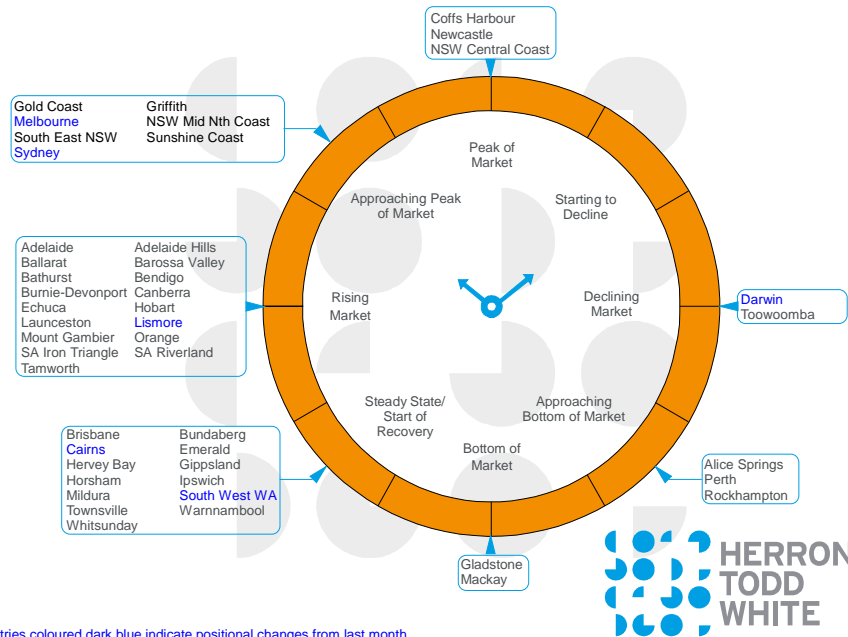 Coffs Harbour
Newcastle
NSW Central Coast
Gold Coast Griffith
Melbourne NSW Mid Nth Coast
South East NSW Sunshine Coast
Sydney
Peak of
Market
Approaching Peak
of Market
Starting to
Decline
Adelaide Adelaide Hills
Ballarat Barossa Valley
Bathurst Bendigo
Burnie-Devonport Canberra
Echuca Hobart
Launceston Lismore
Mount Gambier Orange
SA Iron Triangle SA Riverland
Tamworth
Rising
Market
Declining
Market
Darwin
Toowoomba
Steady State/
Start of
Recovery
Approaching
Bottom of Market
Bottom of
Market
Brisbane Bundaberg
Cairns Emerald
Hervey Bay Gippsland
Horsham Ipswich
Mildura South West WA
Townsville Warnnambool
Whitsunday
Alice Springs
Perth
Rockhampton
Gladstone
Mackay
HERRON
TODD
WHITE
tries coloured dark blue indicate positional changes from last month